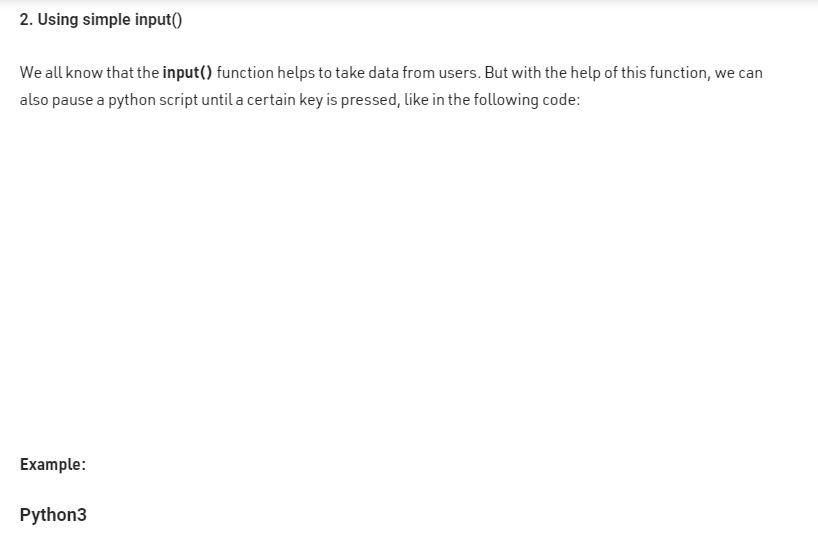 2. Using simple input()
We all know that the input() function helps to take data from users. But with the help of this function, we can
also pause a python script until a certain key is pressed, like in the following code:
Example:
Python3